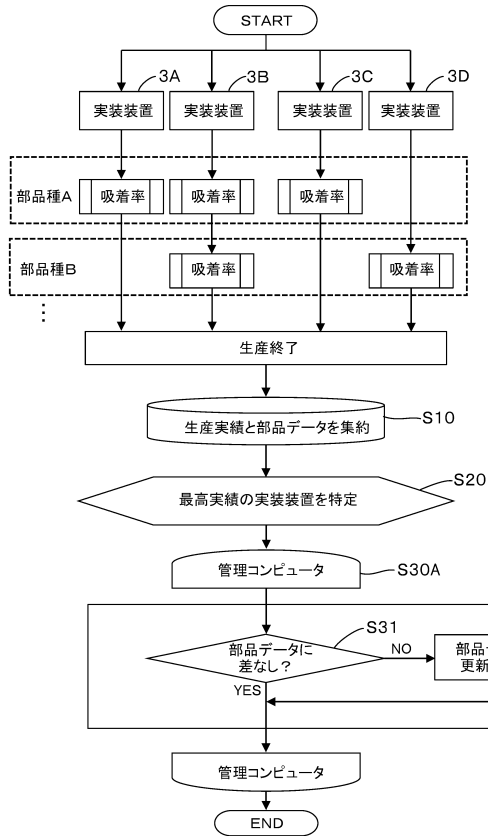 START
3A
3B
3C
3D
実装装置
実装装置
実装装置
実装装置
部品種A
吸着率
吸着率
吸着率
部品種B
吸着率
吸着率
生産終了
生産実績と部品データを集約
S10
最高実績の実装装置を特定
S20
管理コンピュータ
S30A
部品データに
差なし?
S31
NO
部品
更新
YES
管理コンピュータ
END